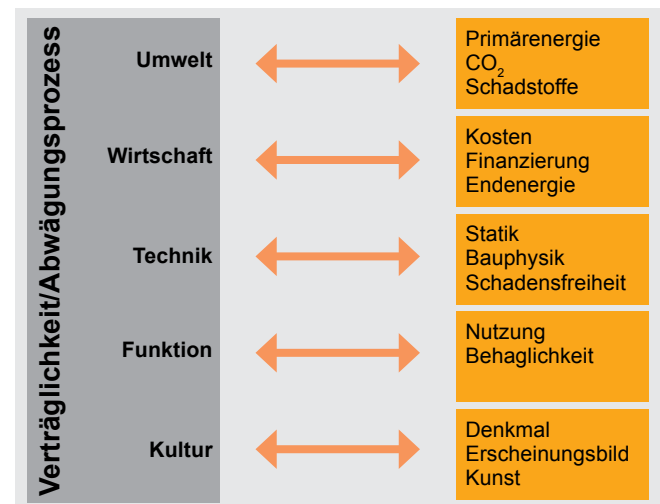 Verträglichkeit/Abwägungsprozess
Umwelt
Primärenergie
CO₂
Schadstoffe
Wirtschaft
Kosten
Finanzierung
Endenergie
Technik
Statik
Bauphysik
Schadensfreiheit
Funktion
Nutzung
Behaglichkeit
Kultur
Denkmal
Erscheinungsbild
Kunst